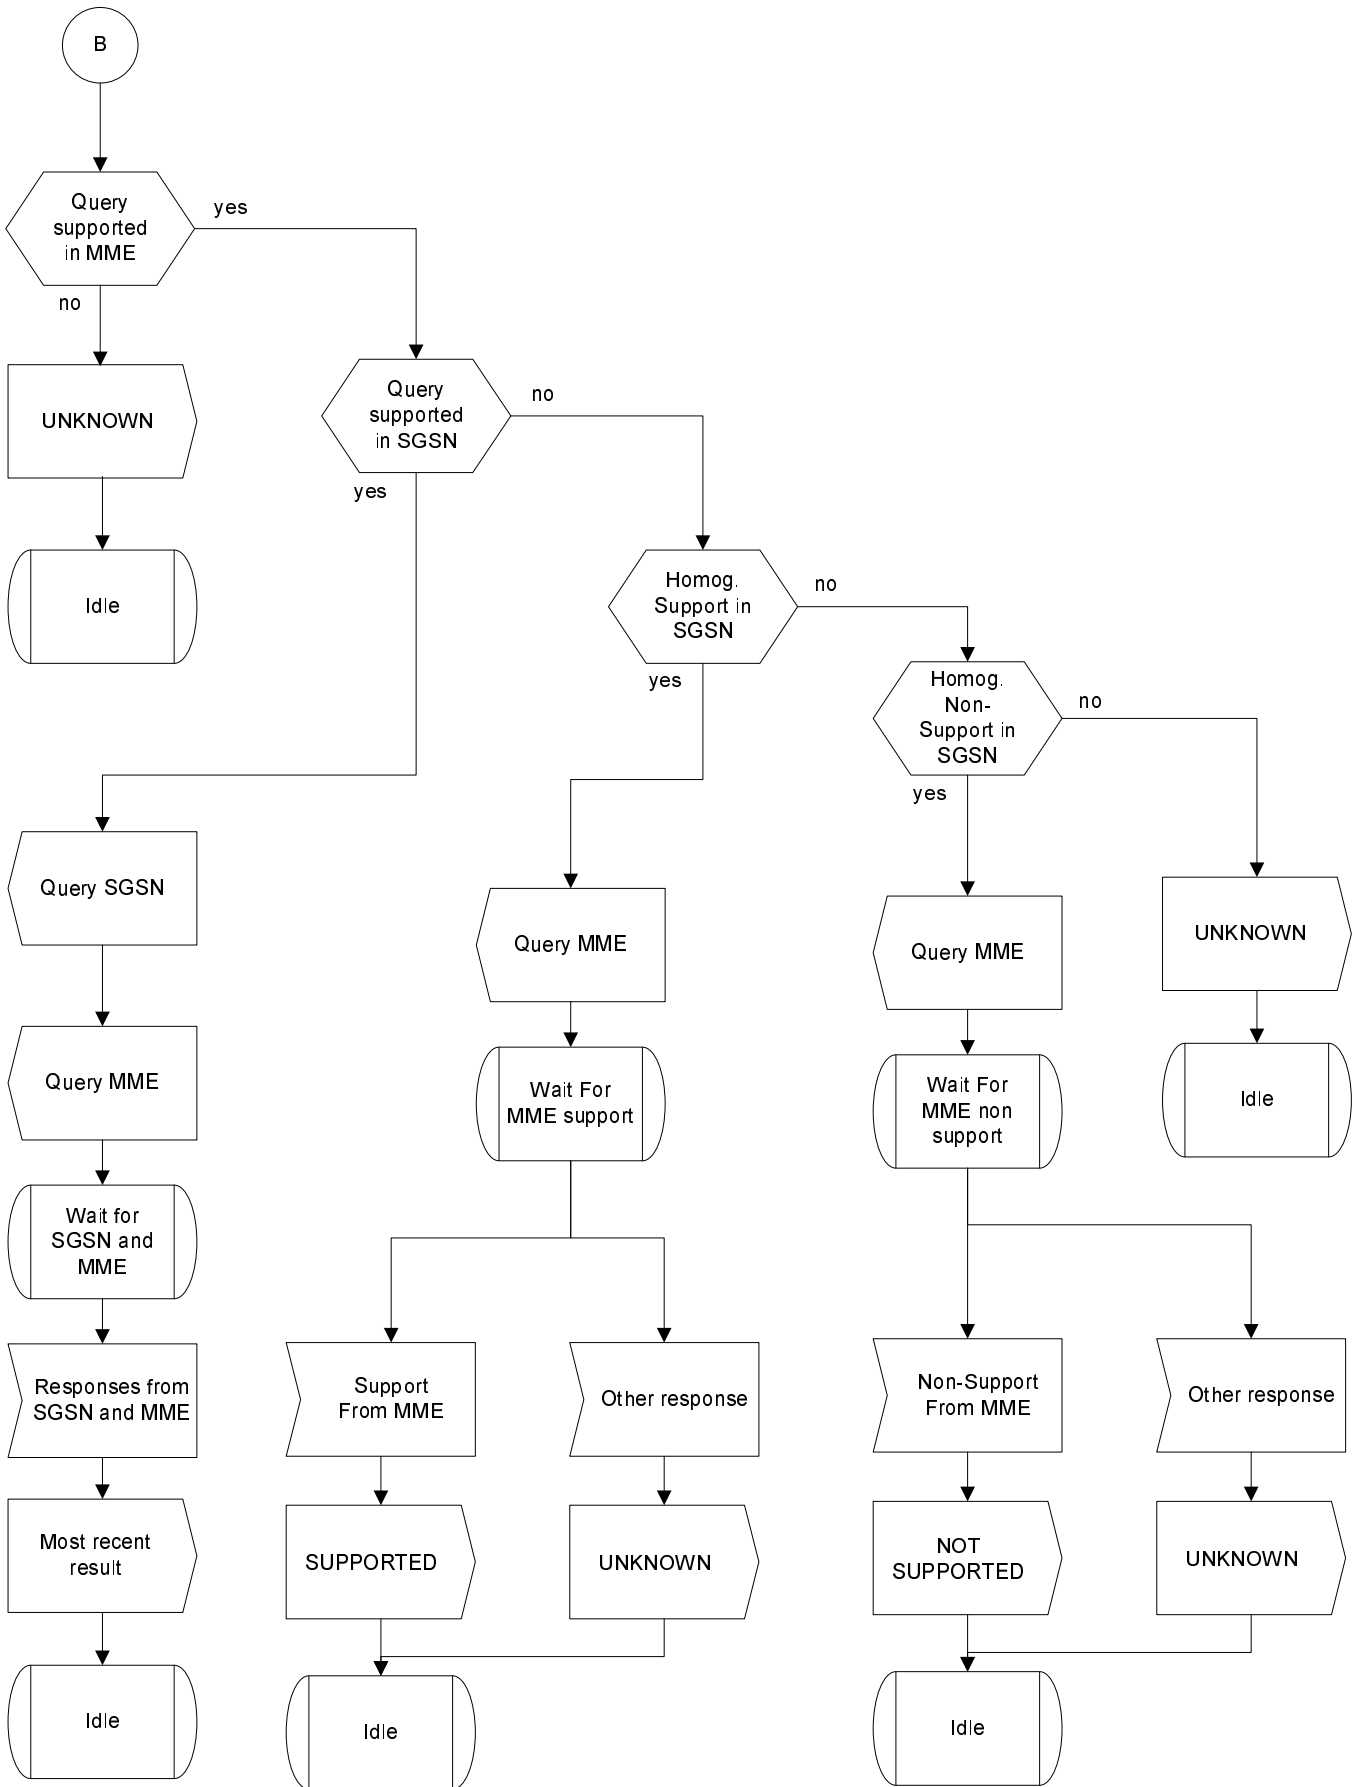 B
Query
supported
in MME
yes
no
UNKNOWN
Idle
Query
supported
in SGSN
no
yes
Homog.
Support in
SGSN
no
yes
Homog.
Non-
Support in
SGSN
no
yes
Query SGSN
Query MME
Wait for
SGSN and
MME
Responses from
SGSN and MME
Most recent
result
Idle
Query MME
Wait For
MME support
Support
From MME
Other response
SUPPORTED
UNKNOWN
Idle
Query MME
Wait For
MME non
support
Non-Support
From MME
Other response
NOT
SUPPORTED
UNKNOWN
Idle
UNKNOWN
Idle